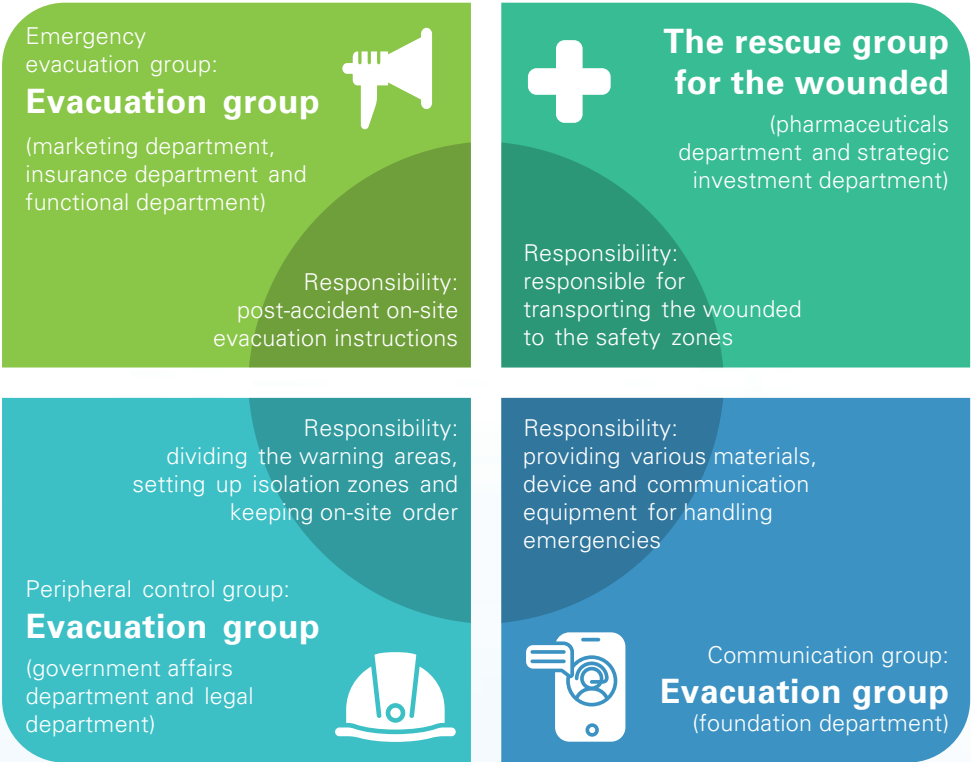 Emergency
evacuation group:
Evacuation group
(marketing department,
insurance department and
functional department)
Responsibility:
post-accident on-site
evacuation instructions
The rescue group
for the wounded
(pharmaceuticals
department and strategic
investment department)
Responsibility:
responsible for
transporting the wounded
to the safety zones
Responsibility:
dividing the warning areas,
setting up isolation zones and
keeping on-site order
Peripheral control group:
Evacuation group
(government affairs
department and legal
department)
Responsibility:
providing various materials,
device and communication
equipment for handling
emergencies
Communication group:
Evacuation group
(foundation department)